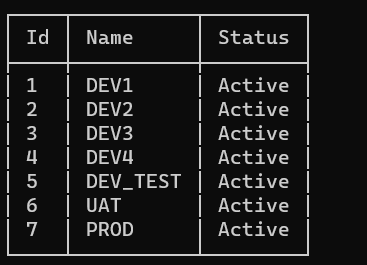 Id Name Status
1 DEV1 Active
2 DEV2 Active
3 DEV3 Active
4 DEV4 Active
5 DEV_TEST Active
6 UAT Active
7 PROD Active